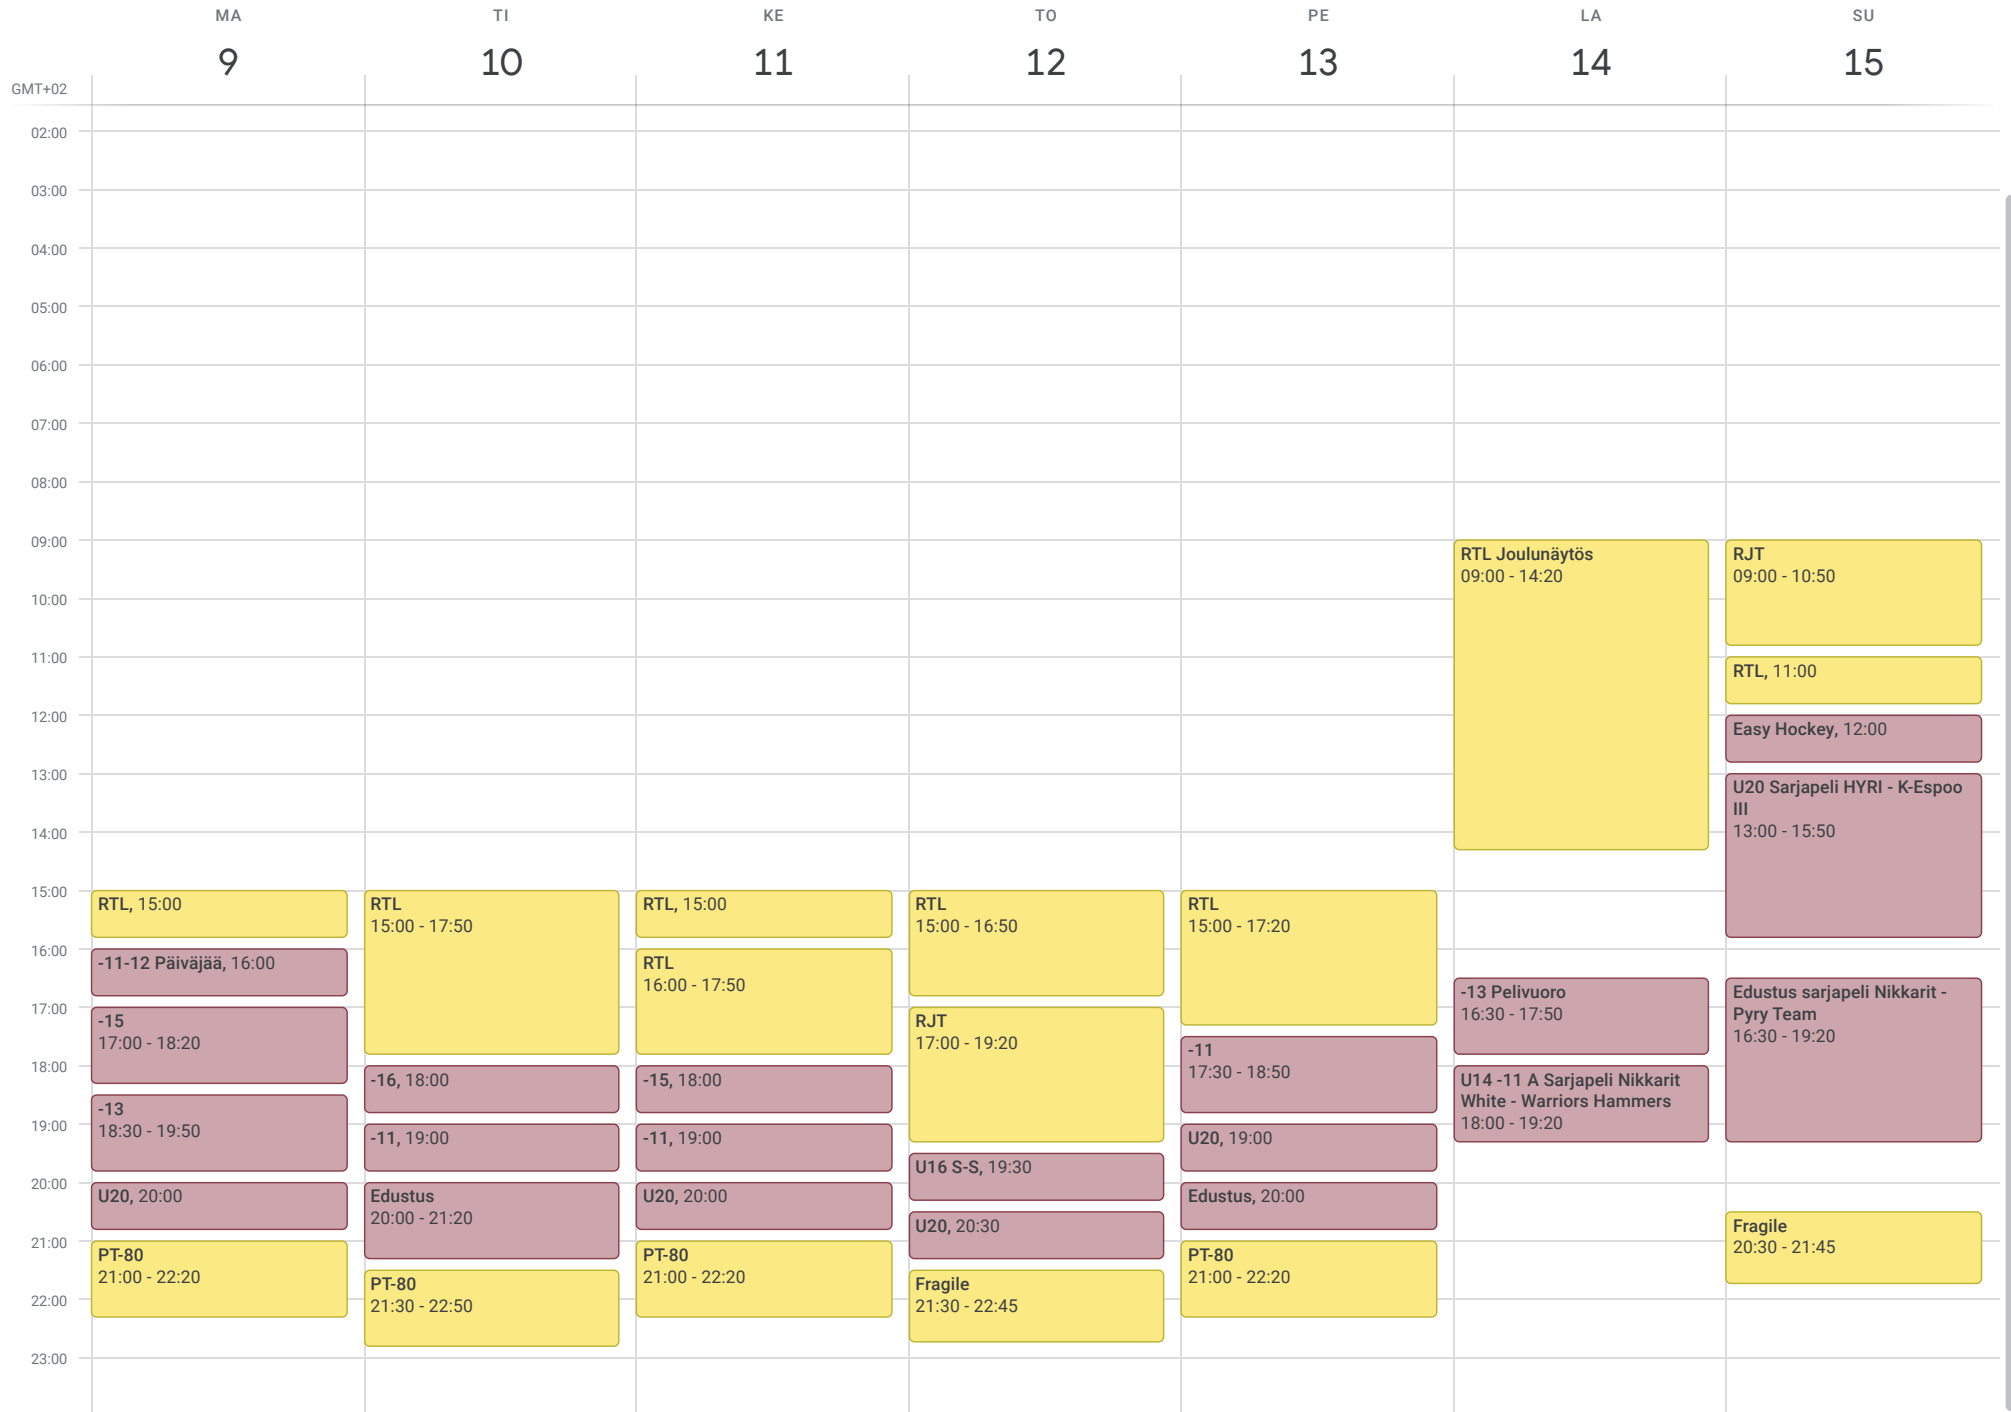 MA
TI
KE
TO
PE
LA
SU
9
10
11
12
13
14
15
GMT+02
02:00
03:00
04:00
05:00
06:00
07:00
08:00
09:00
10:00
11:00
12:00
13:00
14:00
15:00
16:00
17:00
18:00
19:00
20:00
21:00
22:00
23:00
RTL, 15:00
-11-12 Päiväjää, 16:00
-15
17:00 - 18:20
-13
18:30 - 19:50
U20, 20:00
PT-80
21:00 - 22:20
RTL
15:00 - 17:50
-16, 18:00
-11, 19:00
Edustus
20:00 - 21:20
PT-80
21:30 - 22:50
RTL, 15:00
RTL
16:00 - 17:50
-15, 18:00
-11, 19:00
U20, 20:00
PT-80
21:00 - 22:20
RTL
15:00 - 16:50
RJT
17:00 - 19:20
U16 S-S, 19:30
U20, 20:30
Fragile
21:30 - 22:45
RTL
15:00 - 17:20
-11
17:30 - 18:50
U20, 19:00
Edustus, 20:00
PT-80
21:00 - 22:20
RTL Joulunäytös
09:00 - 14:20
-13 Pelivuoro
16:30 - 17:50
U14 -11 A Sarjapeli Nikkarit
White - Warriors Hammers
18:00 - 19:20
RJT
09:00 - 10:50
RTL, 11:00
Easy Hockey, 12:00
U20 Sarjapeli HYRI - K-Espoo
III
13:00 - 15:50
Edustus sarjapeli Nikkarit -
Pyry Team
16:30 - 19:20
Fragile
20:30 - 21:45